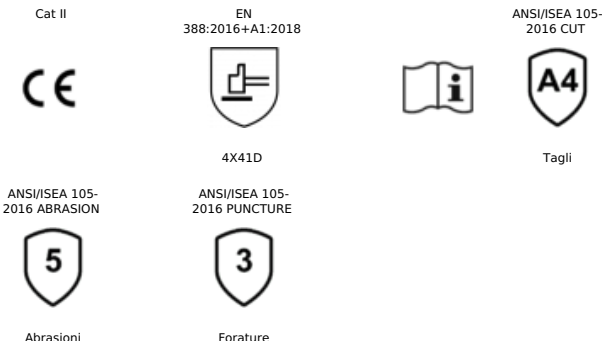 Cat II
EN
388:2016+A1:2018
ANSI/ISEA 105-
2016 CUT
CE
i
A4
4X41D
Tagli
ANSI/ISEA 105-
2016 ABRASION
ANSI/ISEA 105-
2016 PUNCTURE
5
3
Abrasioni
Forature